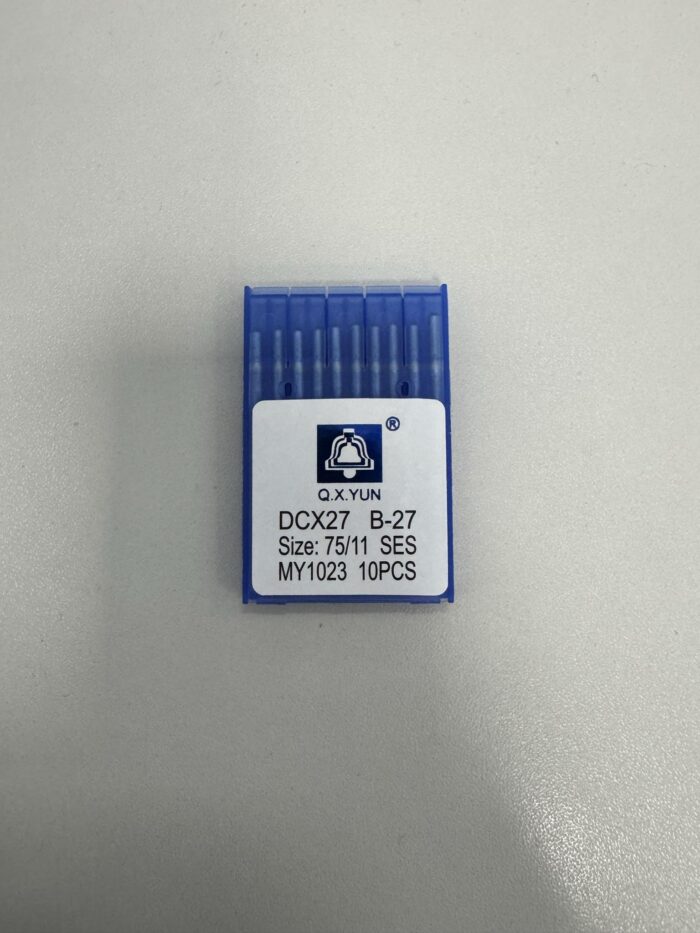 ®
Q.X.YUN
DCX27 B-27
Size: 75/11 SES
MY1023 10PCS